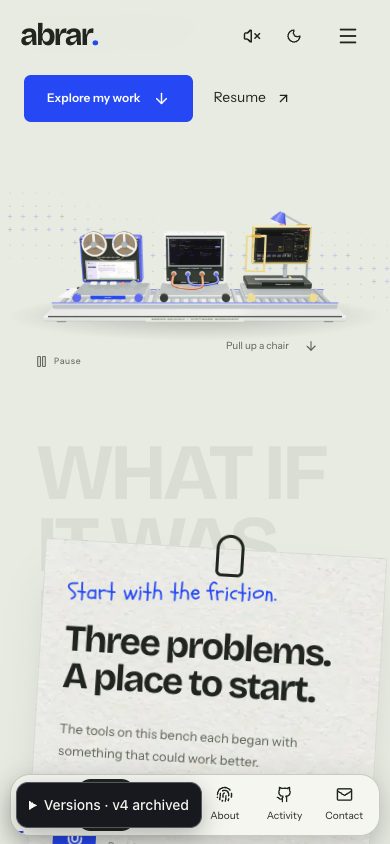 abrar.
Explore my work
Resume
Pull up a chair
Pause
WHAT IF
IT WAS
Start with the friction.
Three problems.
A place to start.
The tools on this bench each began with
something that could work better.
Versions · v4 archived
About
Activity
Contact